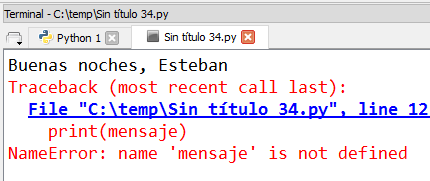 Terminal - C:\temp\Sin título 34.py
Python 1
Sin título 34.py
Buenas noches, Esteban
Traceback (most recent call last):
File "C:\temp\Sin título 34.py", line 12
print(mensaje)
NameError: name 'mensaje' is not defined